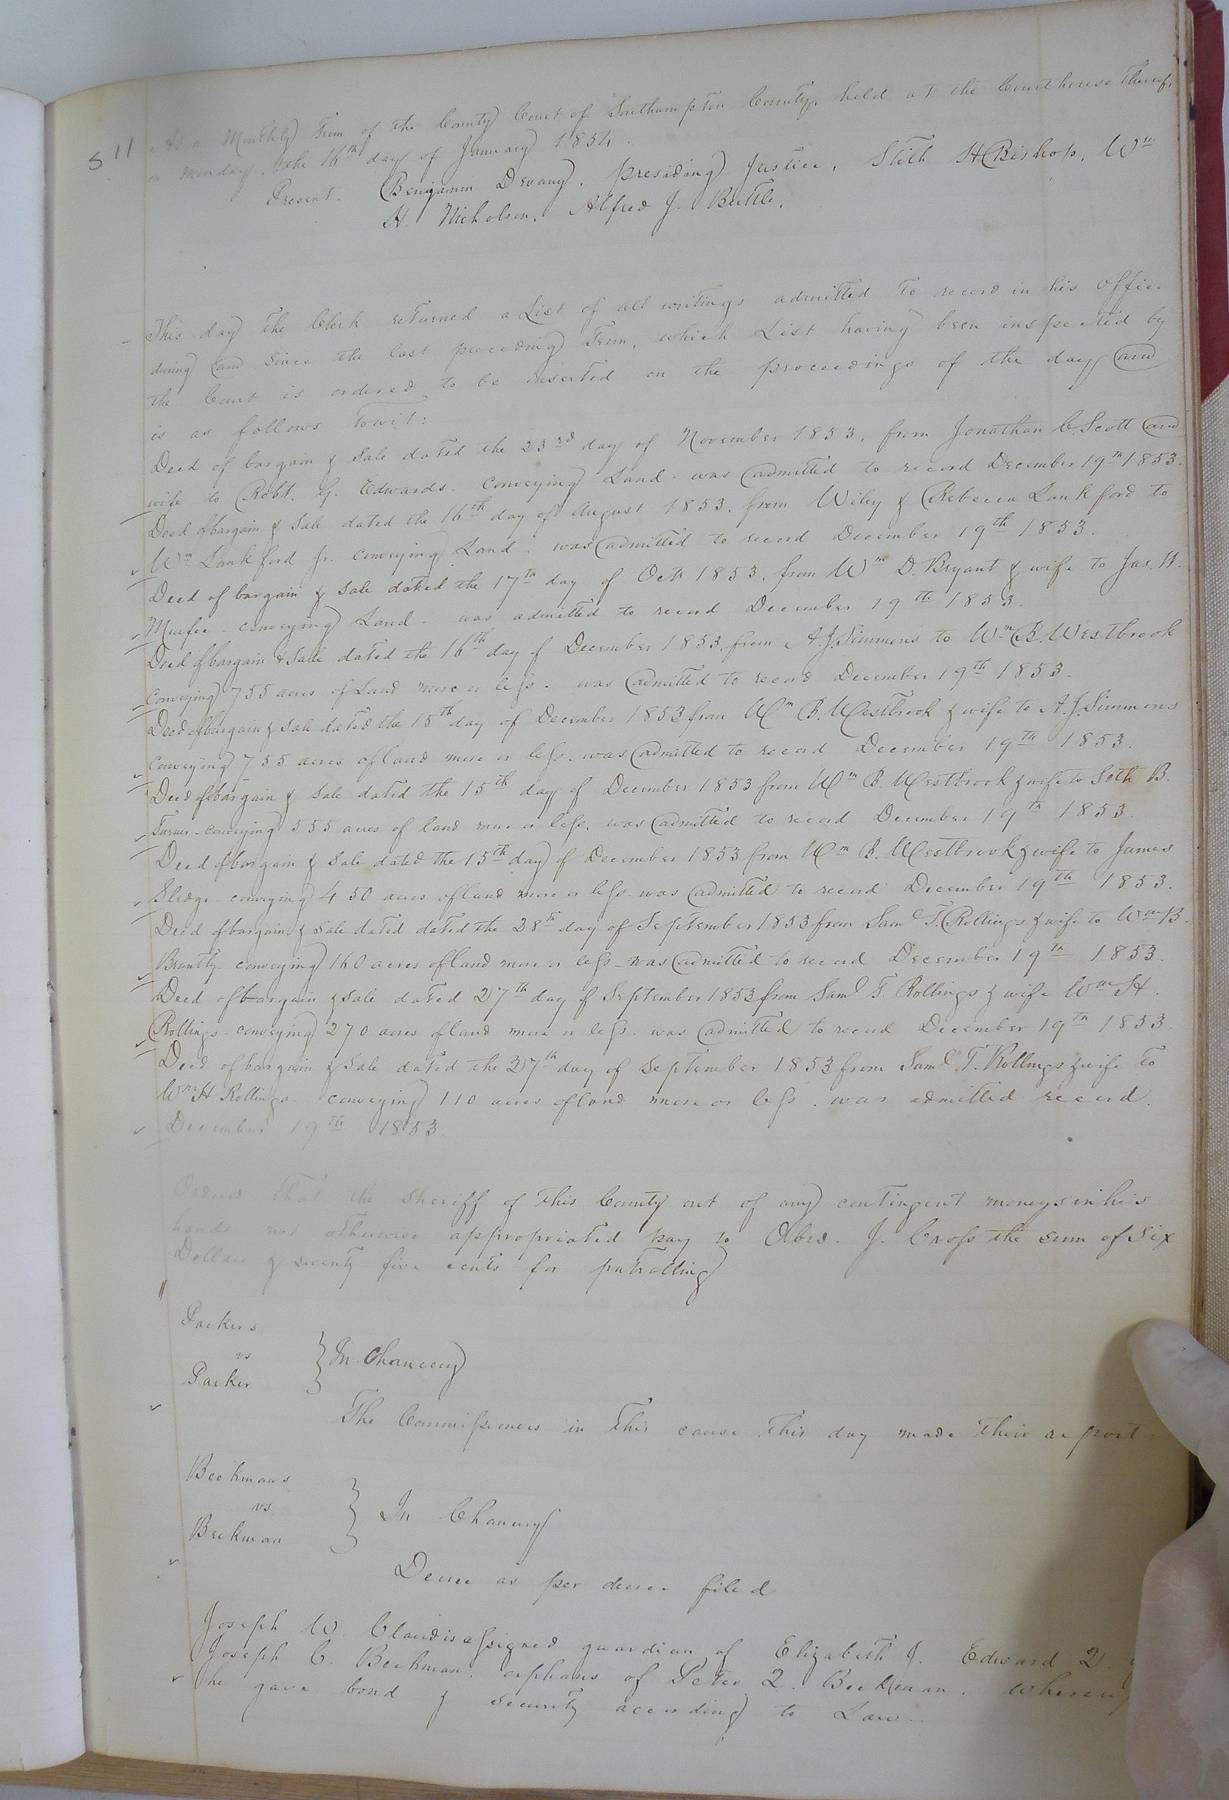 511
At a Monthly Term of the County Court of Southampton County, held at the Courthouse thereof,
on Monday, the 16th day of January 1854.
Present. Benjamin Devany, presiding Justice, Stith H Bishop, Wm
H. Nicholson, Alfred J. Buttle.
This day the Clerk returned a List of all writings admitted to record in his office
during and since the last preceding Term, which List having been inspected by
the Court is ordered to be inserted on the proceedings of the day and
is as follows towit:
Deed of bargain & sale dated the 23rd day of November 1853, from Jonathan C Scott and
wife to Robt. G. Edwards conveying Land was admitted to record December 19th 1853.
Deed of bargain & sale dated the 16th day of August 1853. from Wiley & Rebecca Lankford to
Wm Lankford Jr. conveying Land. was admitted to record December 19th 1853.
Deed of bargain & sale dated the 17th day of Octr 1853, from Wm D. Bryant & wife to Jas. H.
Murfee conveying Land. was admitted to record December 19th 1853.
Deed of bargain & sale dated the 16th day of December 1853, from A. J. Simmons to Wm B. Westbrook
conveying 755 acres of Land more or less. was admitted to record December 19th 1853.
Deed of bargain & sale dated the 15th day of December 1853 from Wm B. Westbrook & wife to A. J. Simmons
conveying 755 acres of land more or less. was admitted to record December 19th 1853.
Deed of bargain & sale dated the 15th day of December 1853 from Wm B. Westbrook & wife to Seth B.
Turner conveying 555 acres of land more or less, was admitted to record December 19th 1853.
Deed of bargain & sale dated the 15th day of December 1853 from Wm B. Westbrook & wife to James
Sledge conveying 450 acres of land more or less was admitted to record December 19th 1853.
Deed of bargain & sale dated dated the 28th day of September 1853 from Saml T. Rollings & wife to Wm B.
Brantly conveying 160 acres of land more or less was admitted to record December 19th 1853.
Deed of bargain & sale dated 27th day of September 1853 from Saml T Rollings & wife Wm H.
Rollings conveying 270 acres of land more or less. was admitted to record December 19th 1853.
Deed of bargain & sale dated the 27th day of September 1853 from Saml T. Rollings & wife to
Wm H Rollings conveying 110 acres of land more or less. was admitted record.
December 19th 1853.
Ordered that the Sheriff of this County out of any contingent moneys in his
hands not otherwise appropriated pay to J. Cross the sum of Six
Dollars & seventy five cents for patrolling
Parkers
vs
Parker
In Chancery
The Commissioners in this cause this day made their report
Beekmans
vs
Beekman
In Chancery
Decree as per decree filed
Joseph W. Claud is assigned guardian of Elizabeth J. Edward Q.
Joseph C. Beekman. orphans of Peter Q. Beekman. whereup
he gave bond & security according to Law.